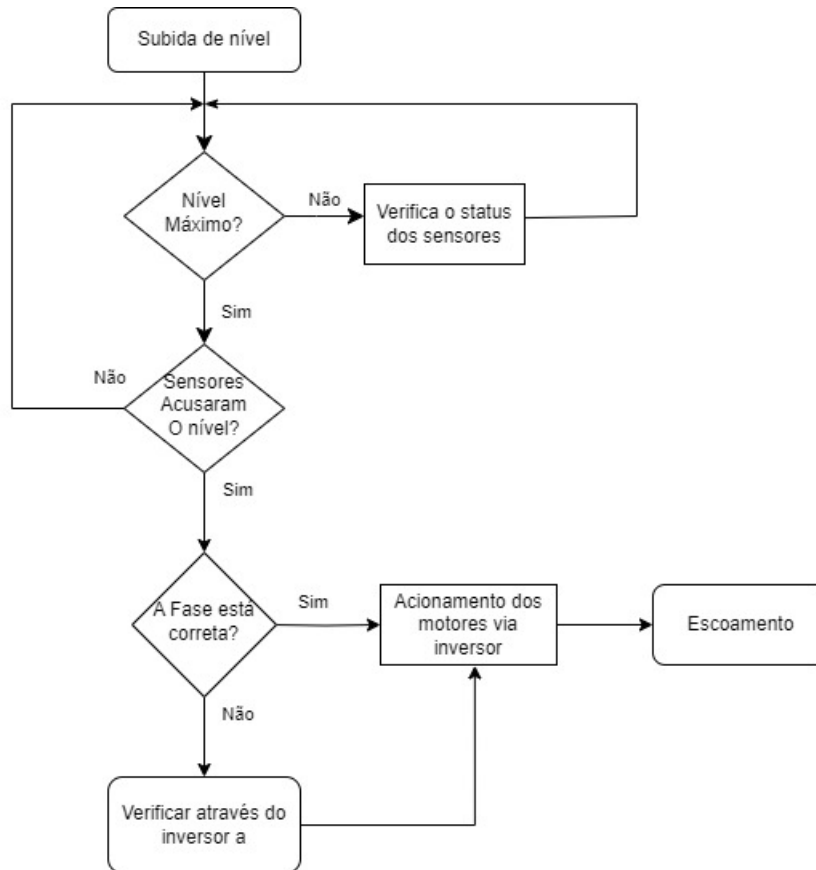 Subida de nível
Nível
Máximo?
Não
Verifica o status
dos sensores
Sim
Não
Sensores
Acusaram
O nível?
Sim
A Fase está
correta?
Sim
Acionamento dos
motores via
inversor
Escoamento
Não
Verificar através do
inversor a